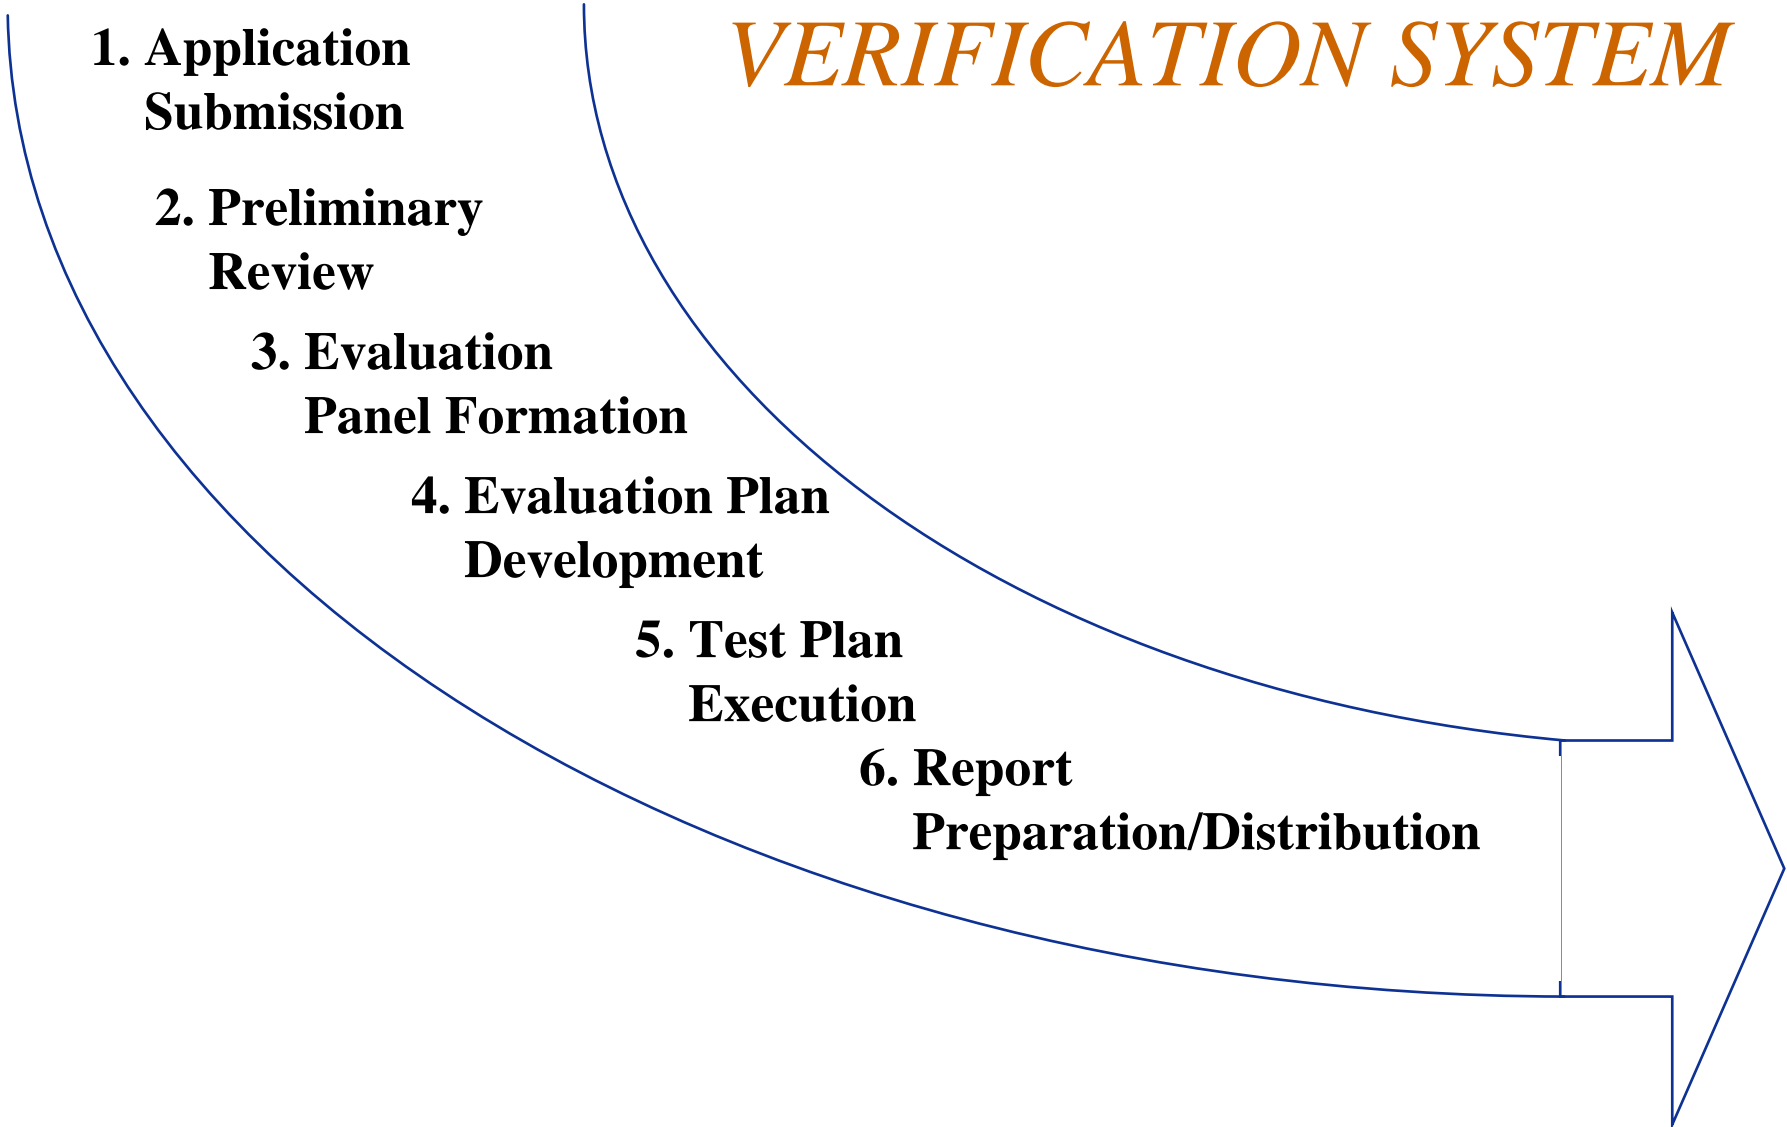 VERIFICATION SYSTEM
1. Application
Submission
2. Preliminary
Review
3. Evaluation
Panel Formation
4. Evaluation Plan
Development
5. Test Plan
Execution
6. Report
Preparation/Distribution